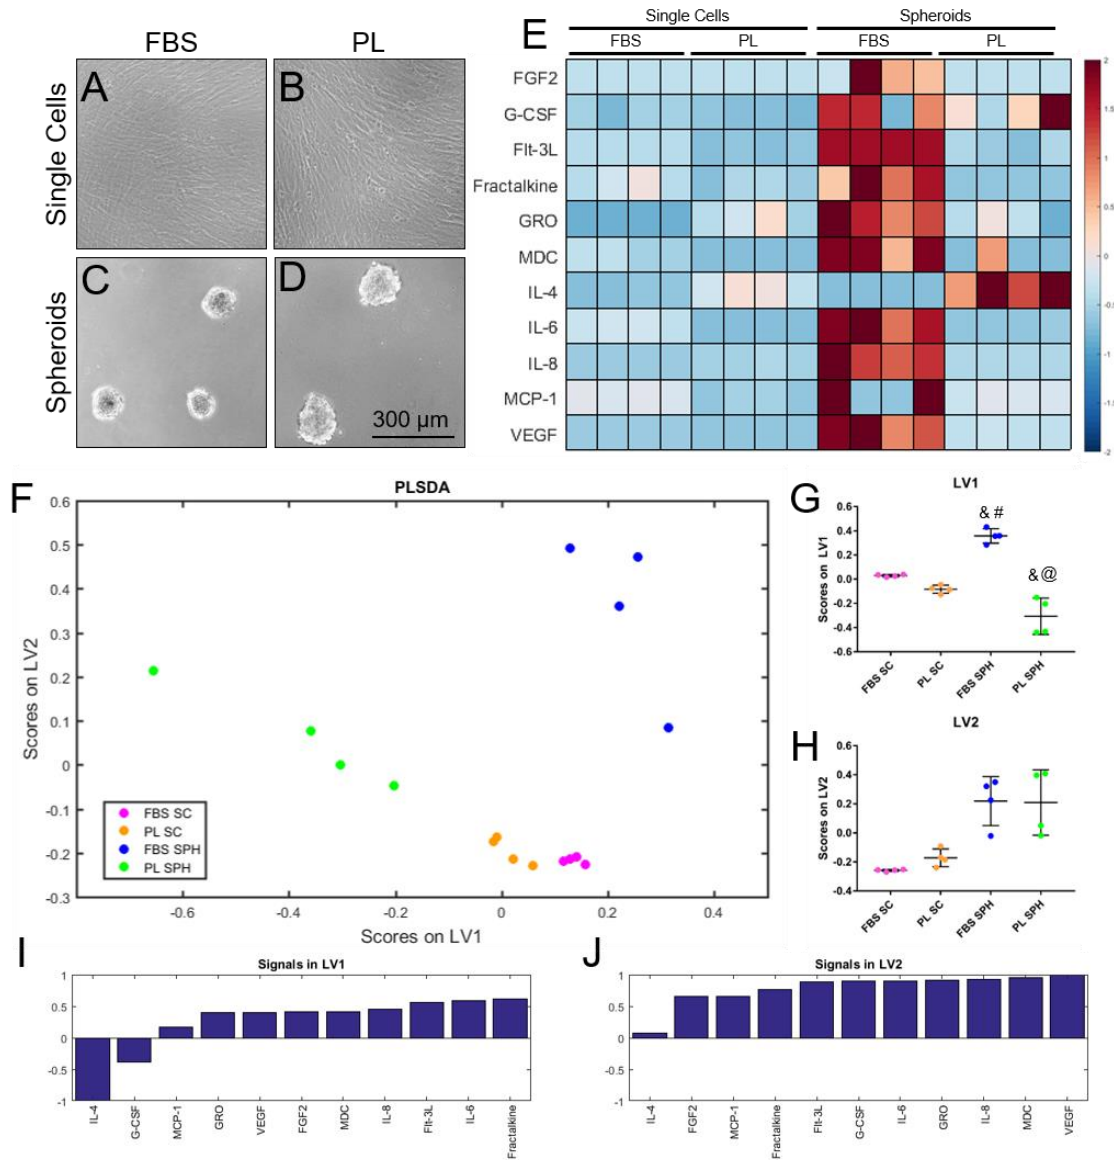 FBS
PL
Single Cells
Spheroids
A
B
C
D
300 µm
E
Single Cells
Spheroids
FBS
PL
FBS
PL
FGF2
G-CSF
Flt-3L
Fractalkine
GRO
MDC
IL-4
IL-6
IL-8
MCP-1
VEGF
2
1.5
1
0.5
0
-0.5
-1
-1.5
-2
F
PLSDA
Scores on LV2
0.6
0.5
0.4
0.3
0.2
0.1
0
-0.1
-0.2
-0.3
FBS SC
PL SC
FBS SPH
PL SPH
-0.6
-0.4
-0.2
0
0.2
0.4
Scores on LV1
G
LV1
Scores on LV1
0.6
0.4
0.2
0.0
-0.2
-0.4
-0.6
& #
&@
FBS SC
PL SC
FBS SPH
PL SPH
H
LV2
Scores on LV2
0.6
0.4
0.2
0.0
-0.2
-0.4
FBS SC
PL SC
FBS SPH
PL SPH
I
Signals in LV1
1
0.5
0
-0.5
-1
IL-4
G-CSF
MCP-1
GRO
VEGF
FGF2
MDC
IL-8
Flt-3L
IL-6
Fractalkine
J
Signals in LV2
1
0.5
0
-0.5
-1
IL-4
FGF2
MCP-1
Fractalkine
Flt-3L
G-CSF
IL-6
GRO
IL-8
MDC
VEGF